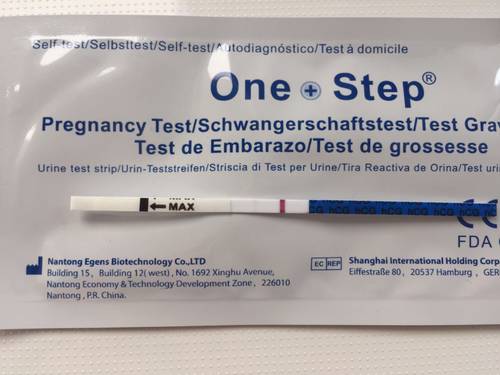 Self-test/Selbsttest/Self-test/Autodiagnóstico/Test à domicile
One + Step®
Pregnancy Test/Schwangerschaftstest/Test Grav
Test de Embarazo/Test de grossesse
Urine test strip/Urin-Teststreifen/Striscia di Test per Urine/Tira Reactiva de Orina/Test uri
MAX
hCG hCG hCG hCG hCG hCG
FDA
Nantong Egens Biotechnology Co.,LTD
Building 15, Building 12(west), No. 1692 Xinghu Avenue,
Nantong Economy & Technology Development Zone, 226010
Nantong, P.R. China.
EC REP
Shanghai International Holding Corp
Eiffestraße 80, 20537 Hamburg, GER